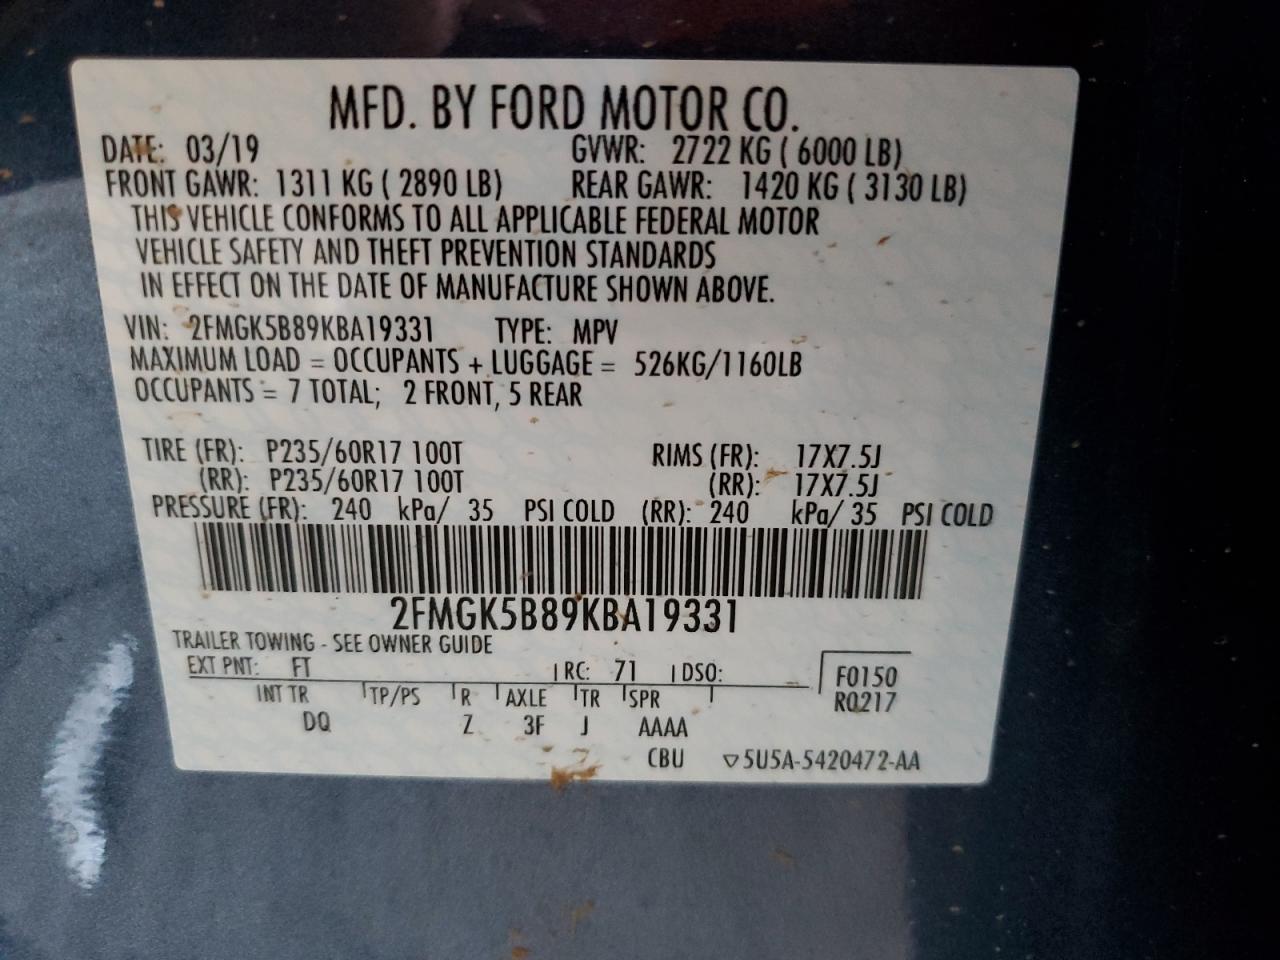 MFD. BY FORD MOTOR CO.
DATE: 03/19 GVWR: 2722 KG ( 6000 LB)
FRONT GAWR: 1311 KG ( 2890 LB) REAR GAWR: 1420 KG ( 3130 LB)
THIS VEHICLE CONFORMS TO ALL APPLICABLE FEDERAL MOTOR
VEHICLE SAFETY AND THEFT PREVENTION STANDARDS
IN EFFECT ON THE DATE OF MANUFACTURE SHOWN ABOVE.
VIN: 2FMGK5B89KBA19331 TYPE: MPV
MAXIMUM LOAD = OCCUPANTS + LUGGAGE = 526KG/1160LB
OCCUPANTS = 7 TOTAL; 2 FRONT, 5 REAR
TIRE (FR): P235/60R17 100T RIMS (FR): 17X7.5J
(RR): P235/60R17 100T (RR): 17X7.5J
PRESSURE (FR): 240 kPa/ 35 PSI COLD (RR): 240 kPa/ 35 PSI COLD
2FMGK5B89KBA19331
TRAILER TOWING - SEE OWNER GUIDE
EXT PNT: FT RC: 71 DSO: F0150
INT TR TP/PS R AXLE TR SPR R0217
DQ Z 3F J AAAA
CBU ▽5U5A-5420472-AA